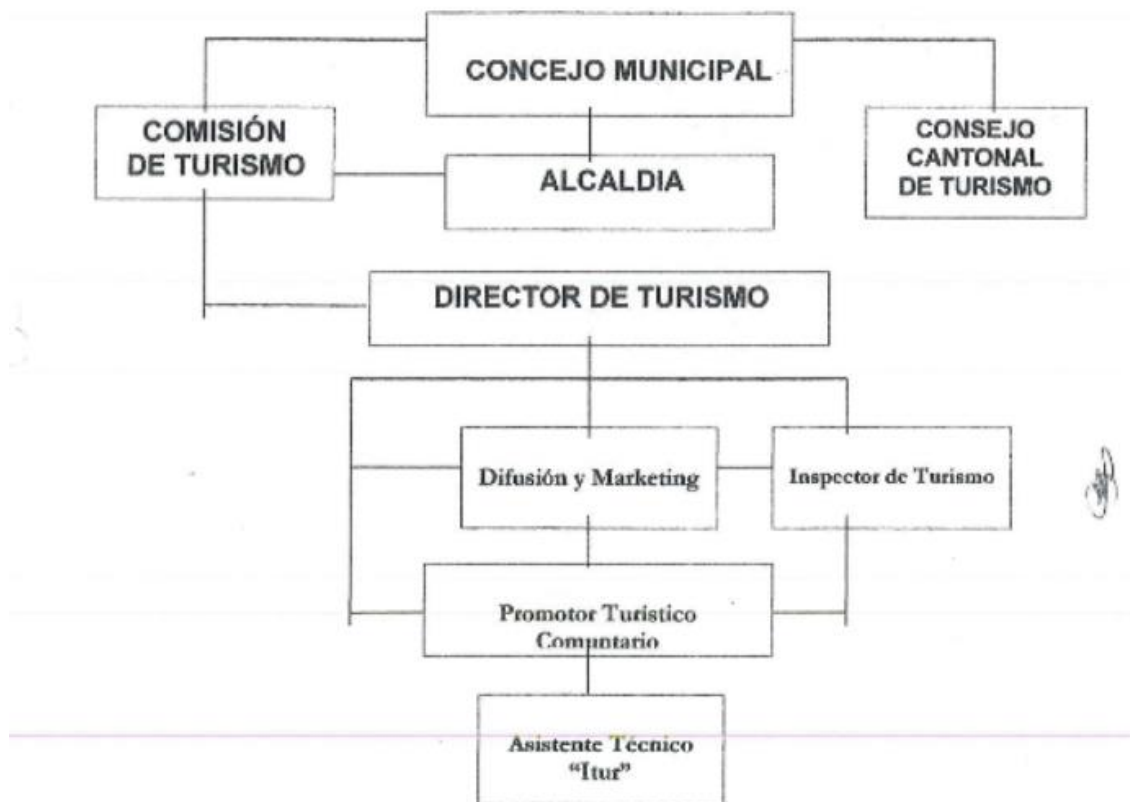 CONCEJO MUNICIPAL
COMISIÓN
DE TURISMO
CONSEJO
CANTONAL
DE TURISMO
ALCALDIA
DIRECTOR DE TURISMO
Difusión y Marketing
Inspector de Turismo
Promotor Turístico
Comuntario
Asistente Técnico
“Itur”